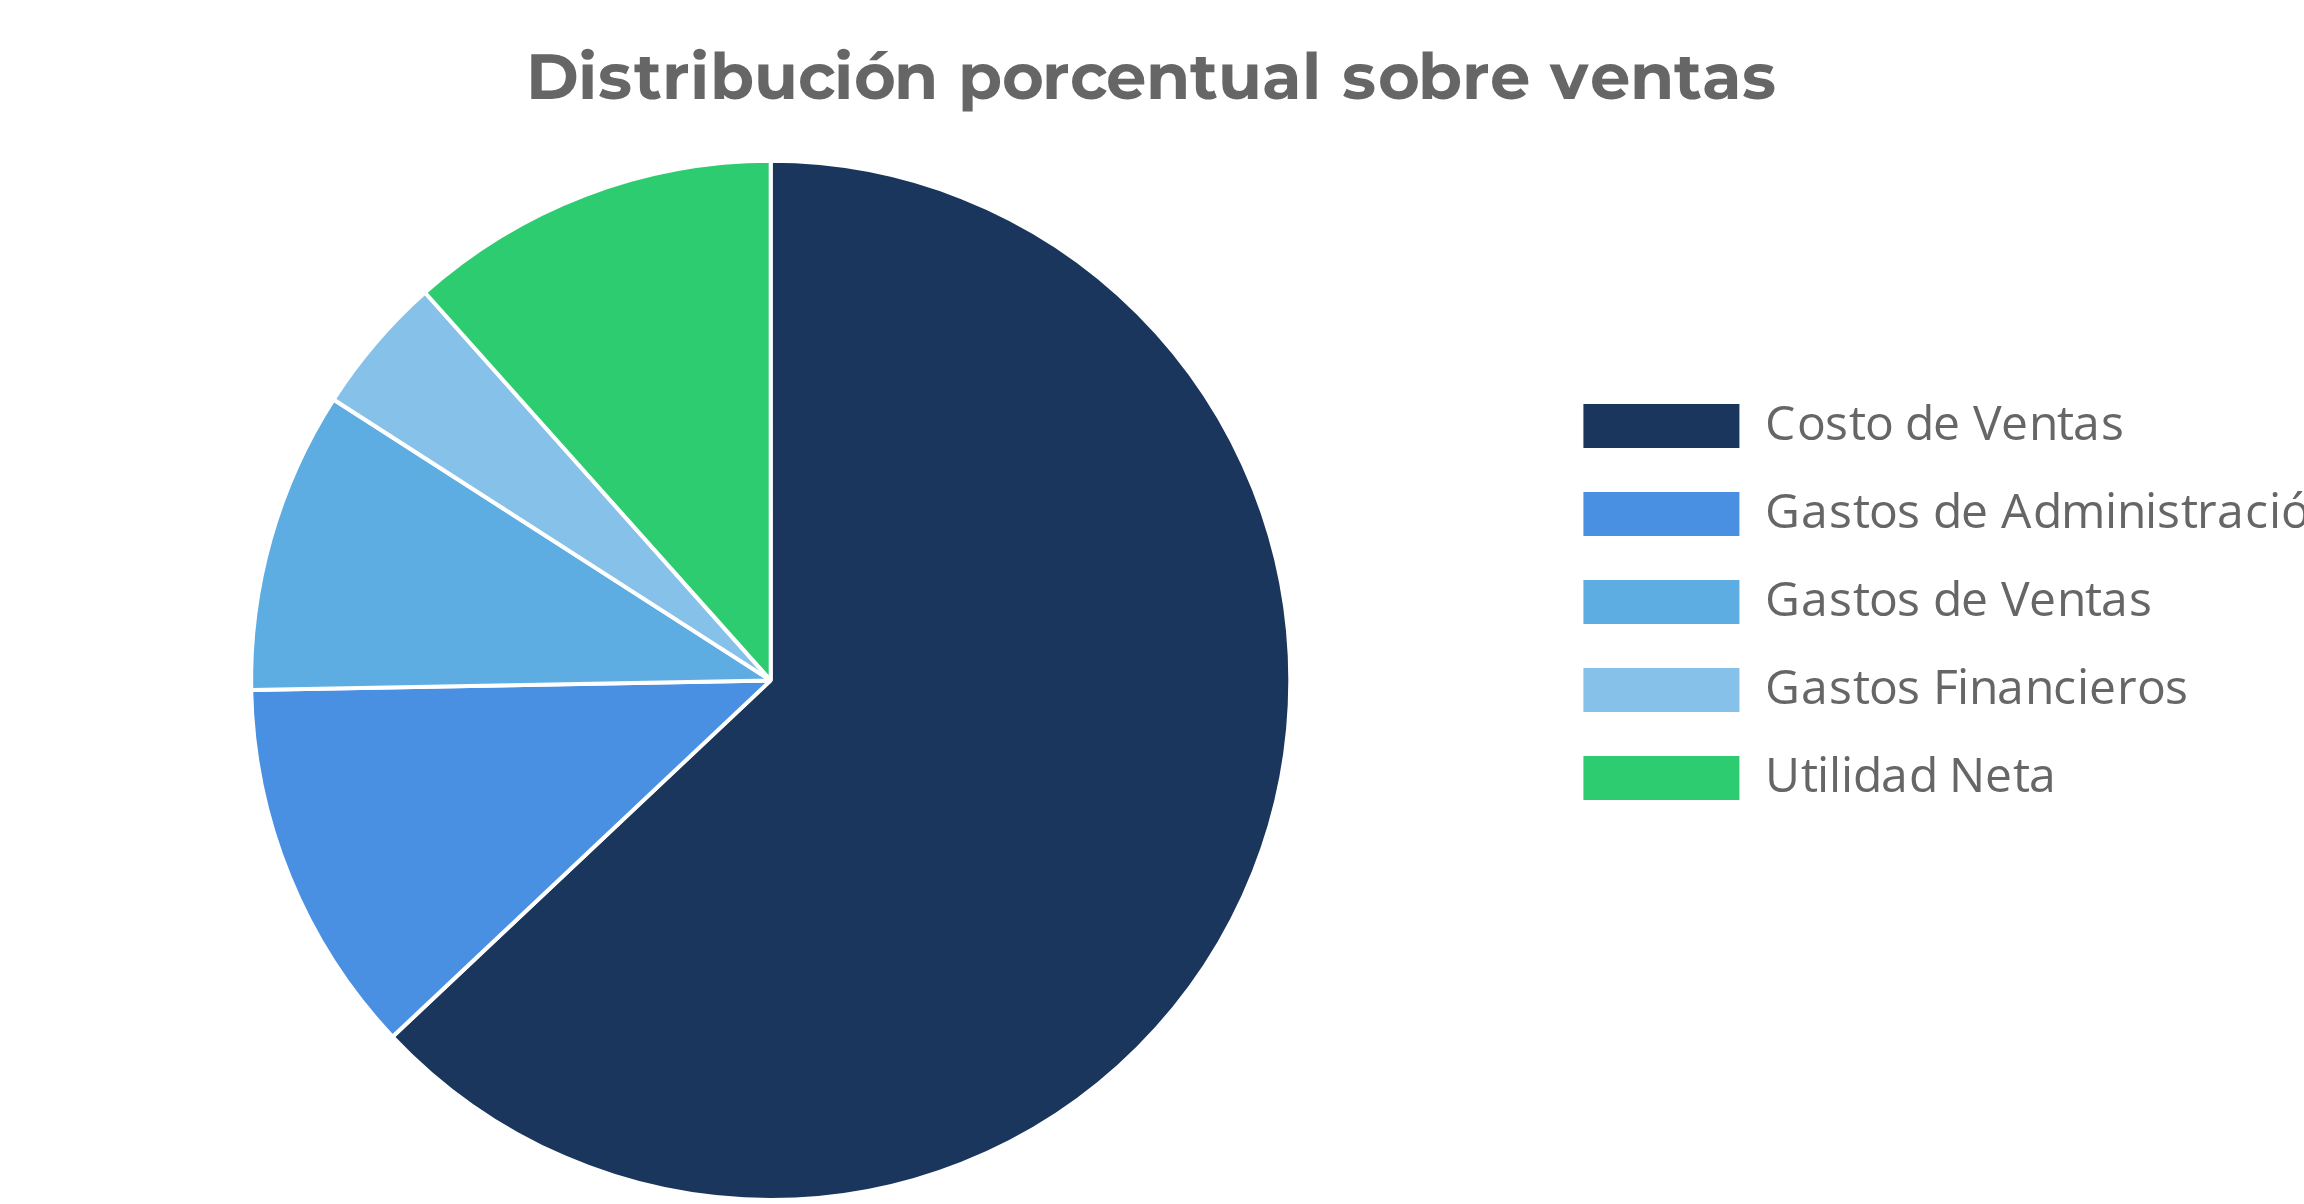 Distribución porcentual sobre ventas
Costo de Ventas
Gastos de Administració
Gastos de Ventas
Gastos Financieros
Utilidad Neta